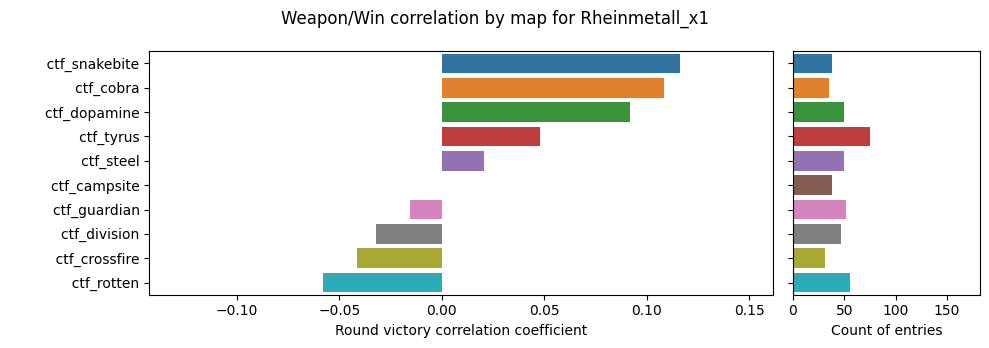 Weapon/Win correlation by map for Rheinmetall_x1
ctf_snakebite
ctf_cobra
ctf_dopamine
ctf_tyrus
ctf_steel
ctf_campsite
ctf_guardian
ctf_division
ctf_crossfire
ctf_rotten
−0.10 −0.05 0.00 0.05 0.10 0.15
Round victory correlation coefficient
0 50 100 150
Count of entries